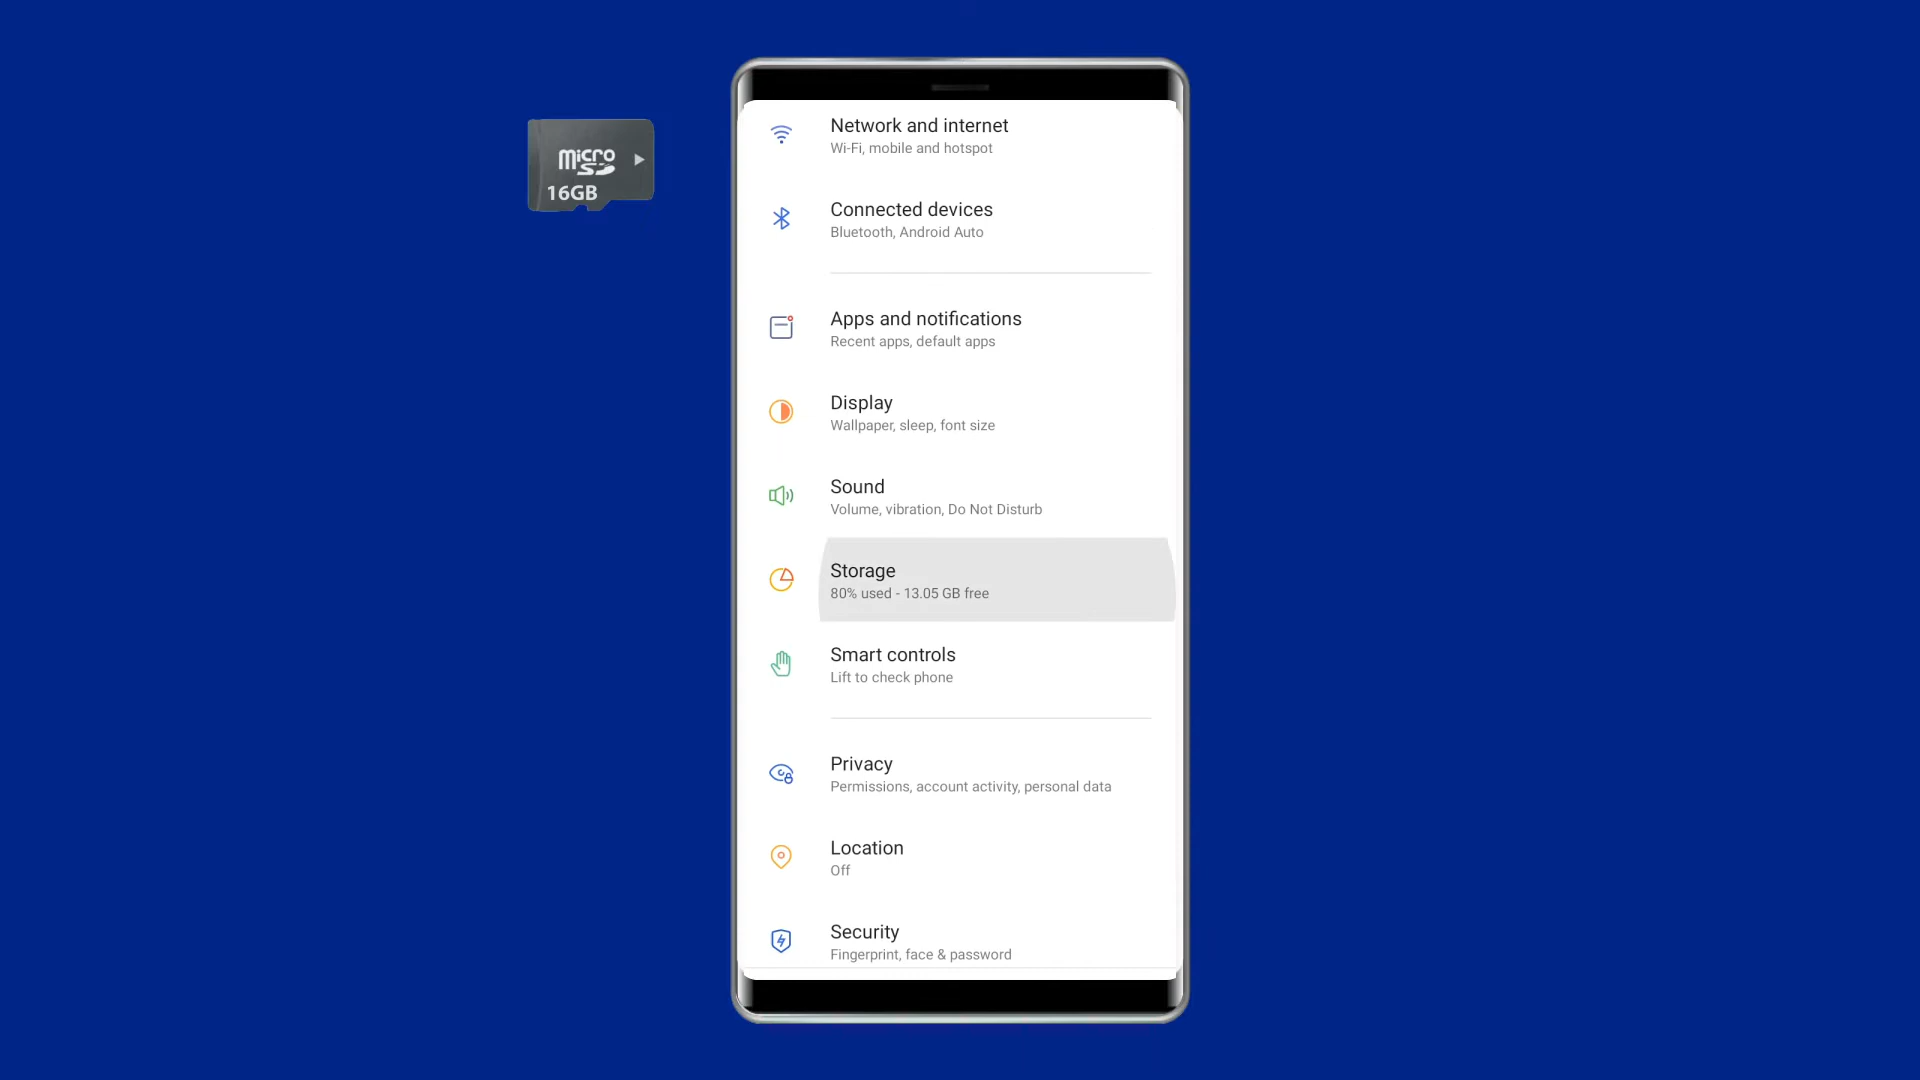 micro
SD
16GB
Network and internet
Wi-Fi, mobile and hotspot
Connected devices
Bluetooth, Android Auto
Apps and notifications
Recent apps, default apps
Display
Wallpaper, sleep, font size
Sound
Volume, vibration, Do Not Disturb
Storage
80% used - 13.05 GB free
Smart controls
Lift to check phone
Privacy
Permissions, account activity, personal data
Location
Off
Security
Fingerprint, face & password